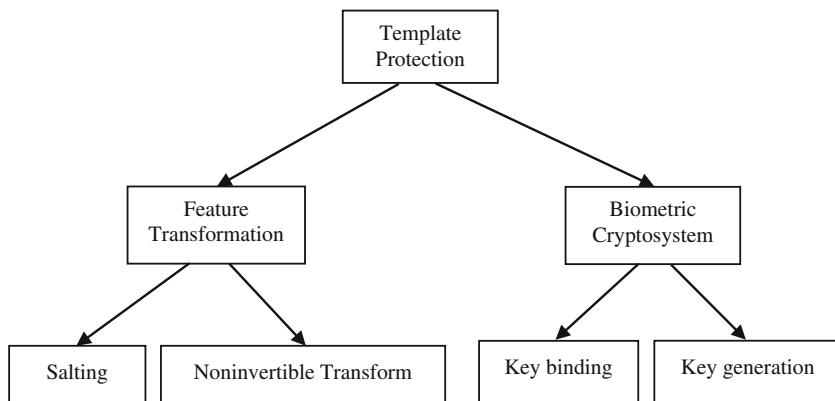 Template
Protection
Feature
Transformation
Biometric
Cryptosystem
Salting
Noninvertible Transform
Key binding
Key generation